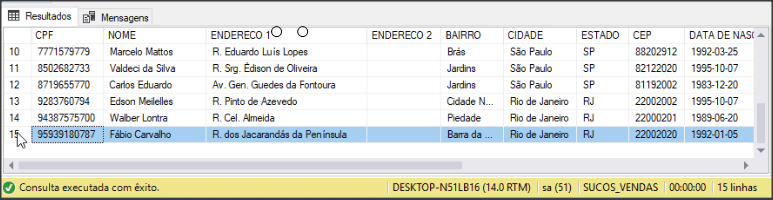 Resultados Mensagens
CPF NOME ENDERECO 1 ENDERECO 2 BAIRRO CIDADE ESTADO CEP DATA DE NASC
10 7771579779 Marcelo Mattos R. Eduardo Luís Lopes Brás São Paulo SP 88202912 1992-03-25
11 8502682733 Valdeci da Silva R. Srg. Édison de Oliveira Jardins São Paulo SP 82122020 1995-10-07
12 8719655770 Carlos Eduardo Av. Gen. Guedes da Fontoura Jardins São Paulo SP 81192002 1983-12-20
13 9283760794 Edson Meilelles R. Pinto de Azevedo Cidade N... Rio de Janeiro RJ 22002002 1995-10-07
14 94387575700 Walber Lontra R. Cel. Almeida Piedade Rio de Janeiro RJ 22000201 1989-06-20
15 95939180787 Fábio Carvalho R. dos Jacarandás da Península Barra da ... Rio de Janeiro RJ 22002020 1992-01-05
Consulta executada com êxito. DESKTOP-N51LB16 (14.0 RTM) sa (51) SUCOS_VENDAS 00:00:00 15 linhas